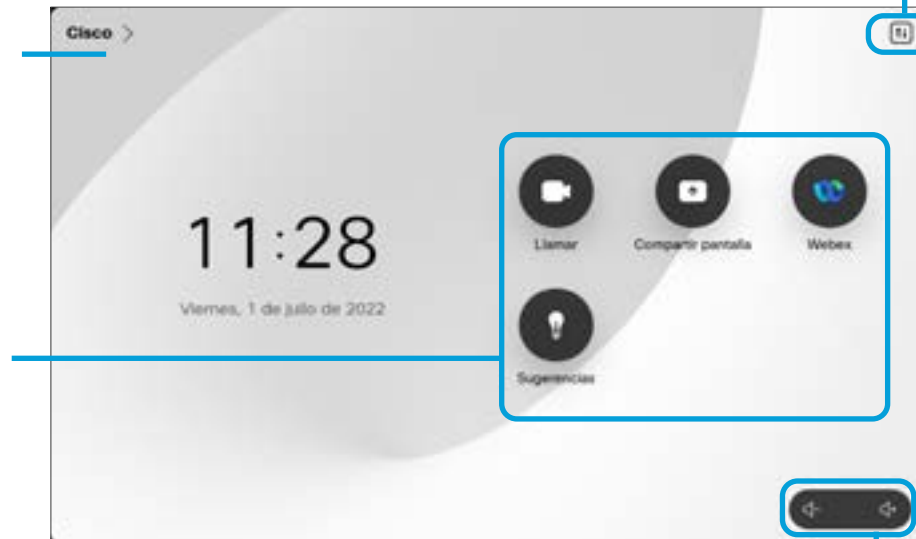 Cisco
11:28
Viernes, 1 de julio de 2022
Llamar
Compartir pantalla
Webex
Sugerencias